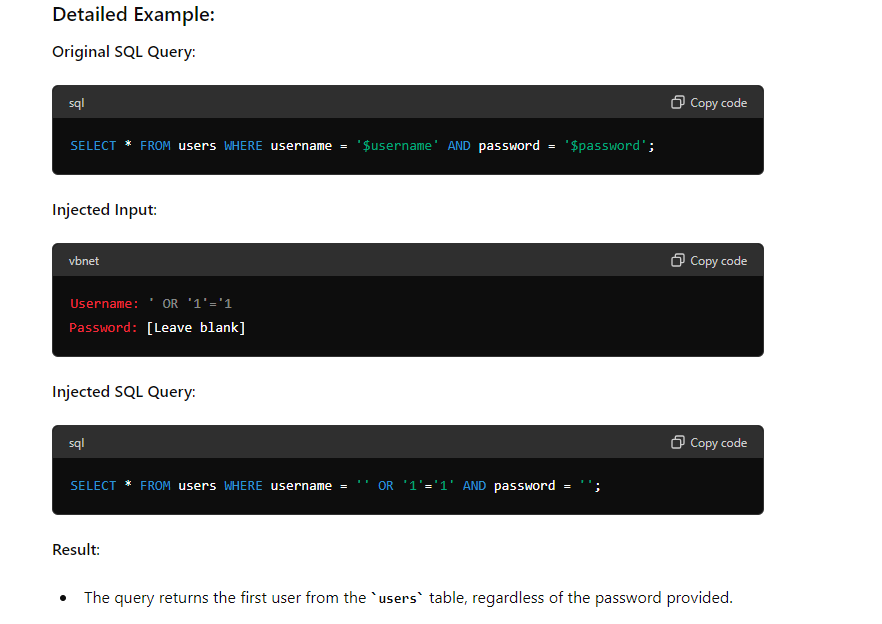 Detailed Example:
Original SQL Query:
sql
Copy code
SELECT * FROM users WHERE username = '$username' AND password = '$password';
Injected Input:
vbnet
Copy code
Username: ' OR '1'='1
Password: [Leave blank]
Injected SQL Query:
sql
Copy code
SELECT * FROM users WHERE username = '' OR '1'='1' AND password = '';
Result:
• The query returns the first user from the `users` table, regardless of the password provided.